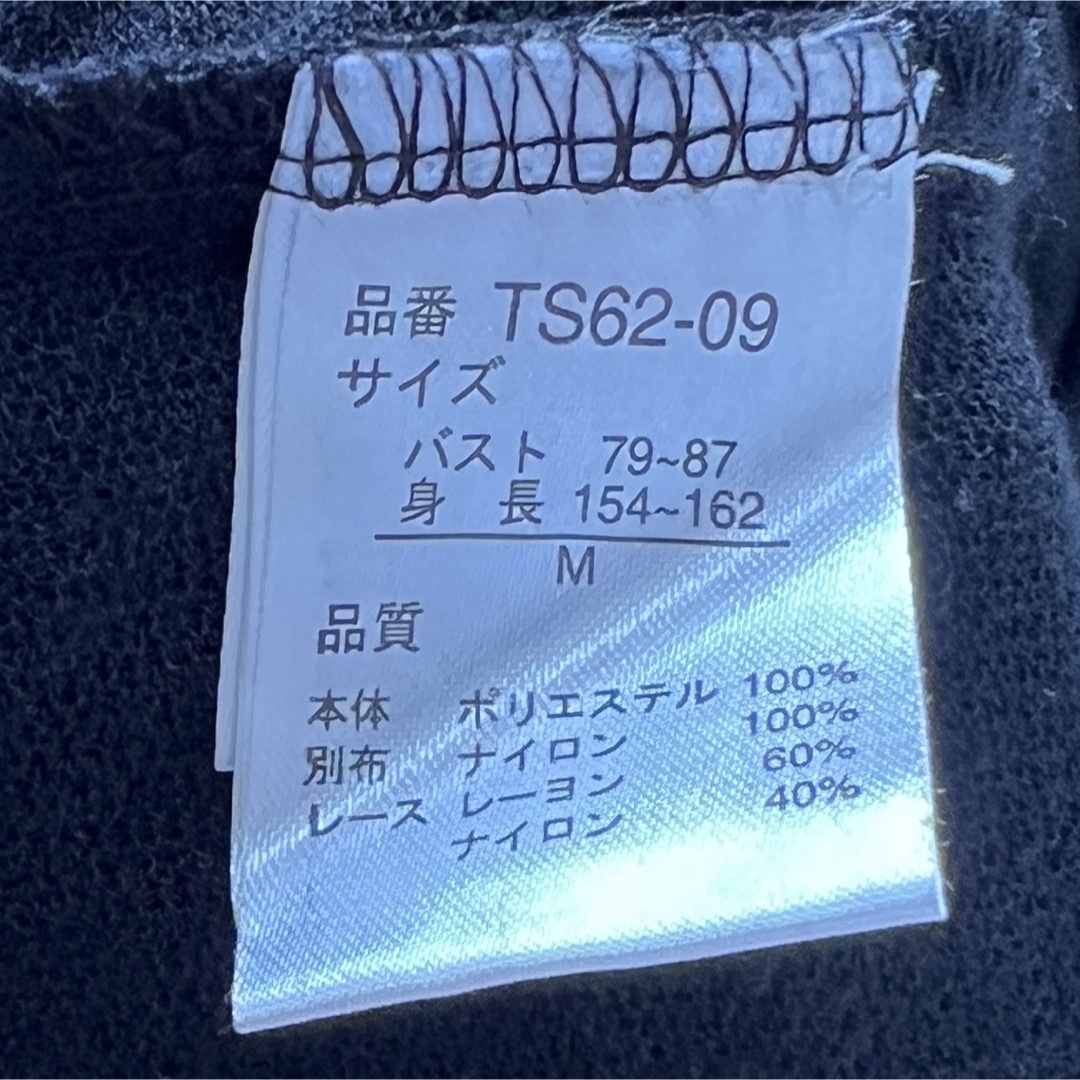 品番 TS62-09
サイズ
バスト 79~87
身 長 154~162
M
品質
本体 ポリエステル 100%
別布 ナイロン 100%
レース レーヨン 60%
ナイロン 40%